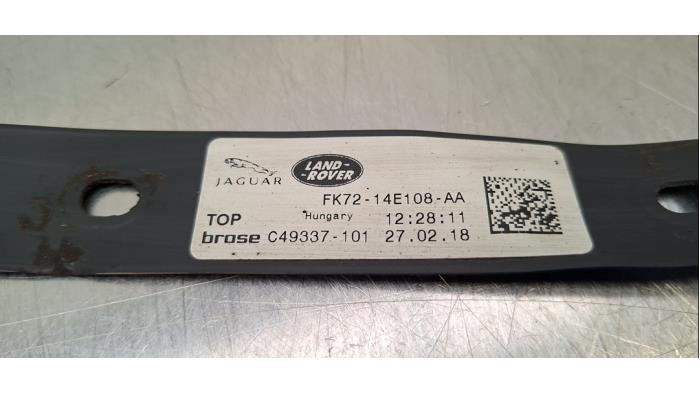 JAGUAR
LAND-
-ROVER
FK72-14E108-AA
TOP Hungary 12:28:11
brose C49337-101 27.02.18